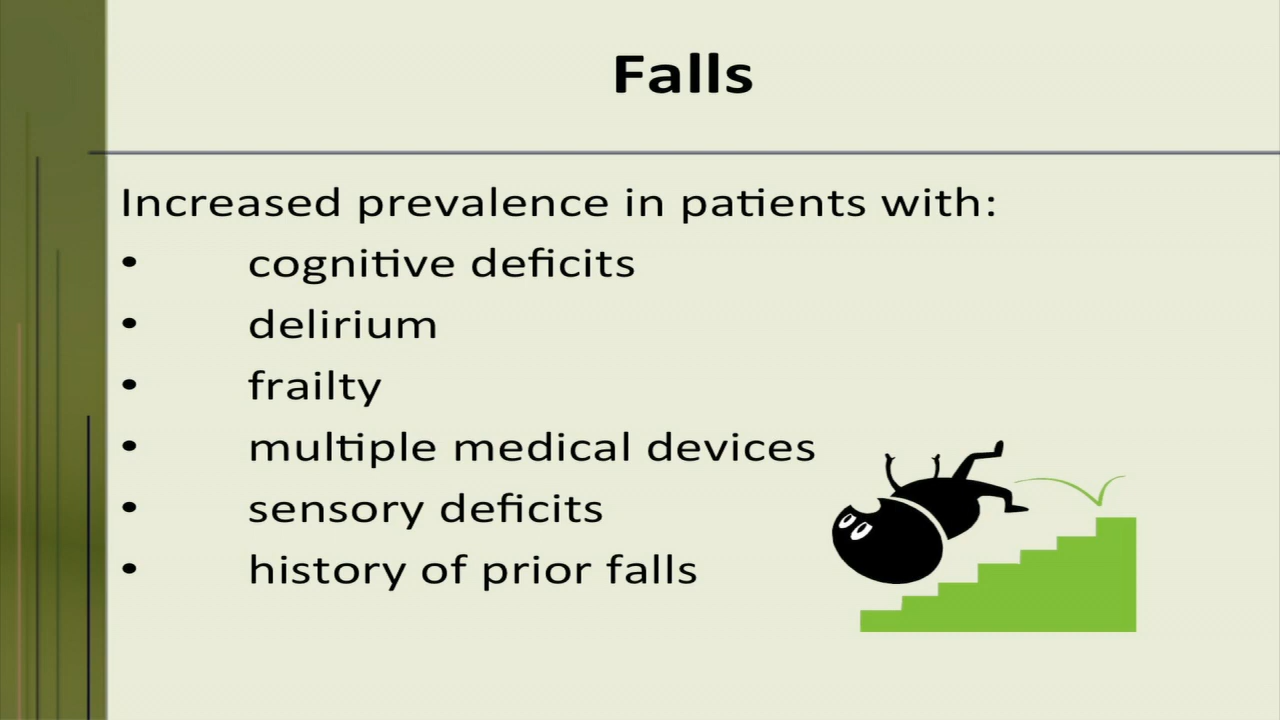 Falls
Increased prevalence in patients with:
• cognitive deficits
• delirium
• frailty
• multiple medical devices
• sensory deficits
• history of prior falls